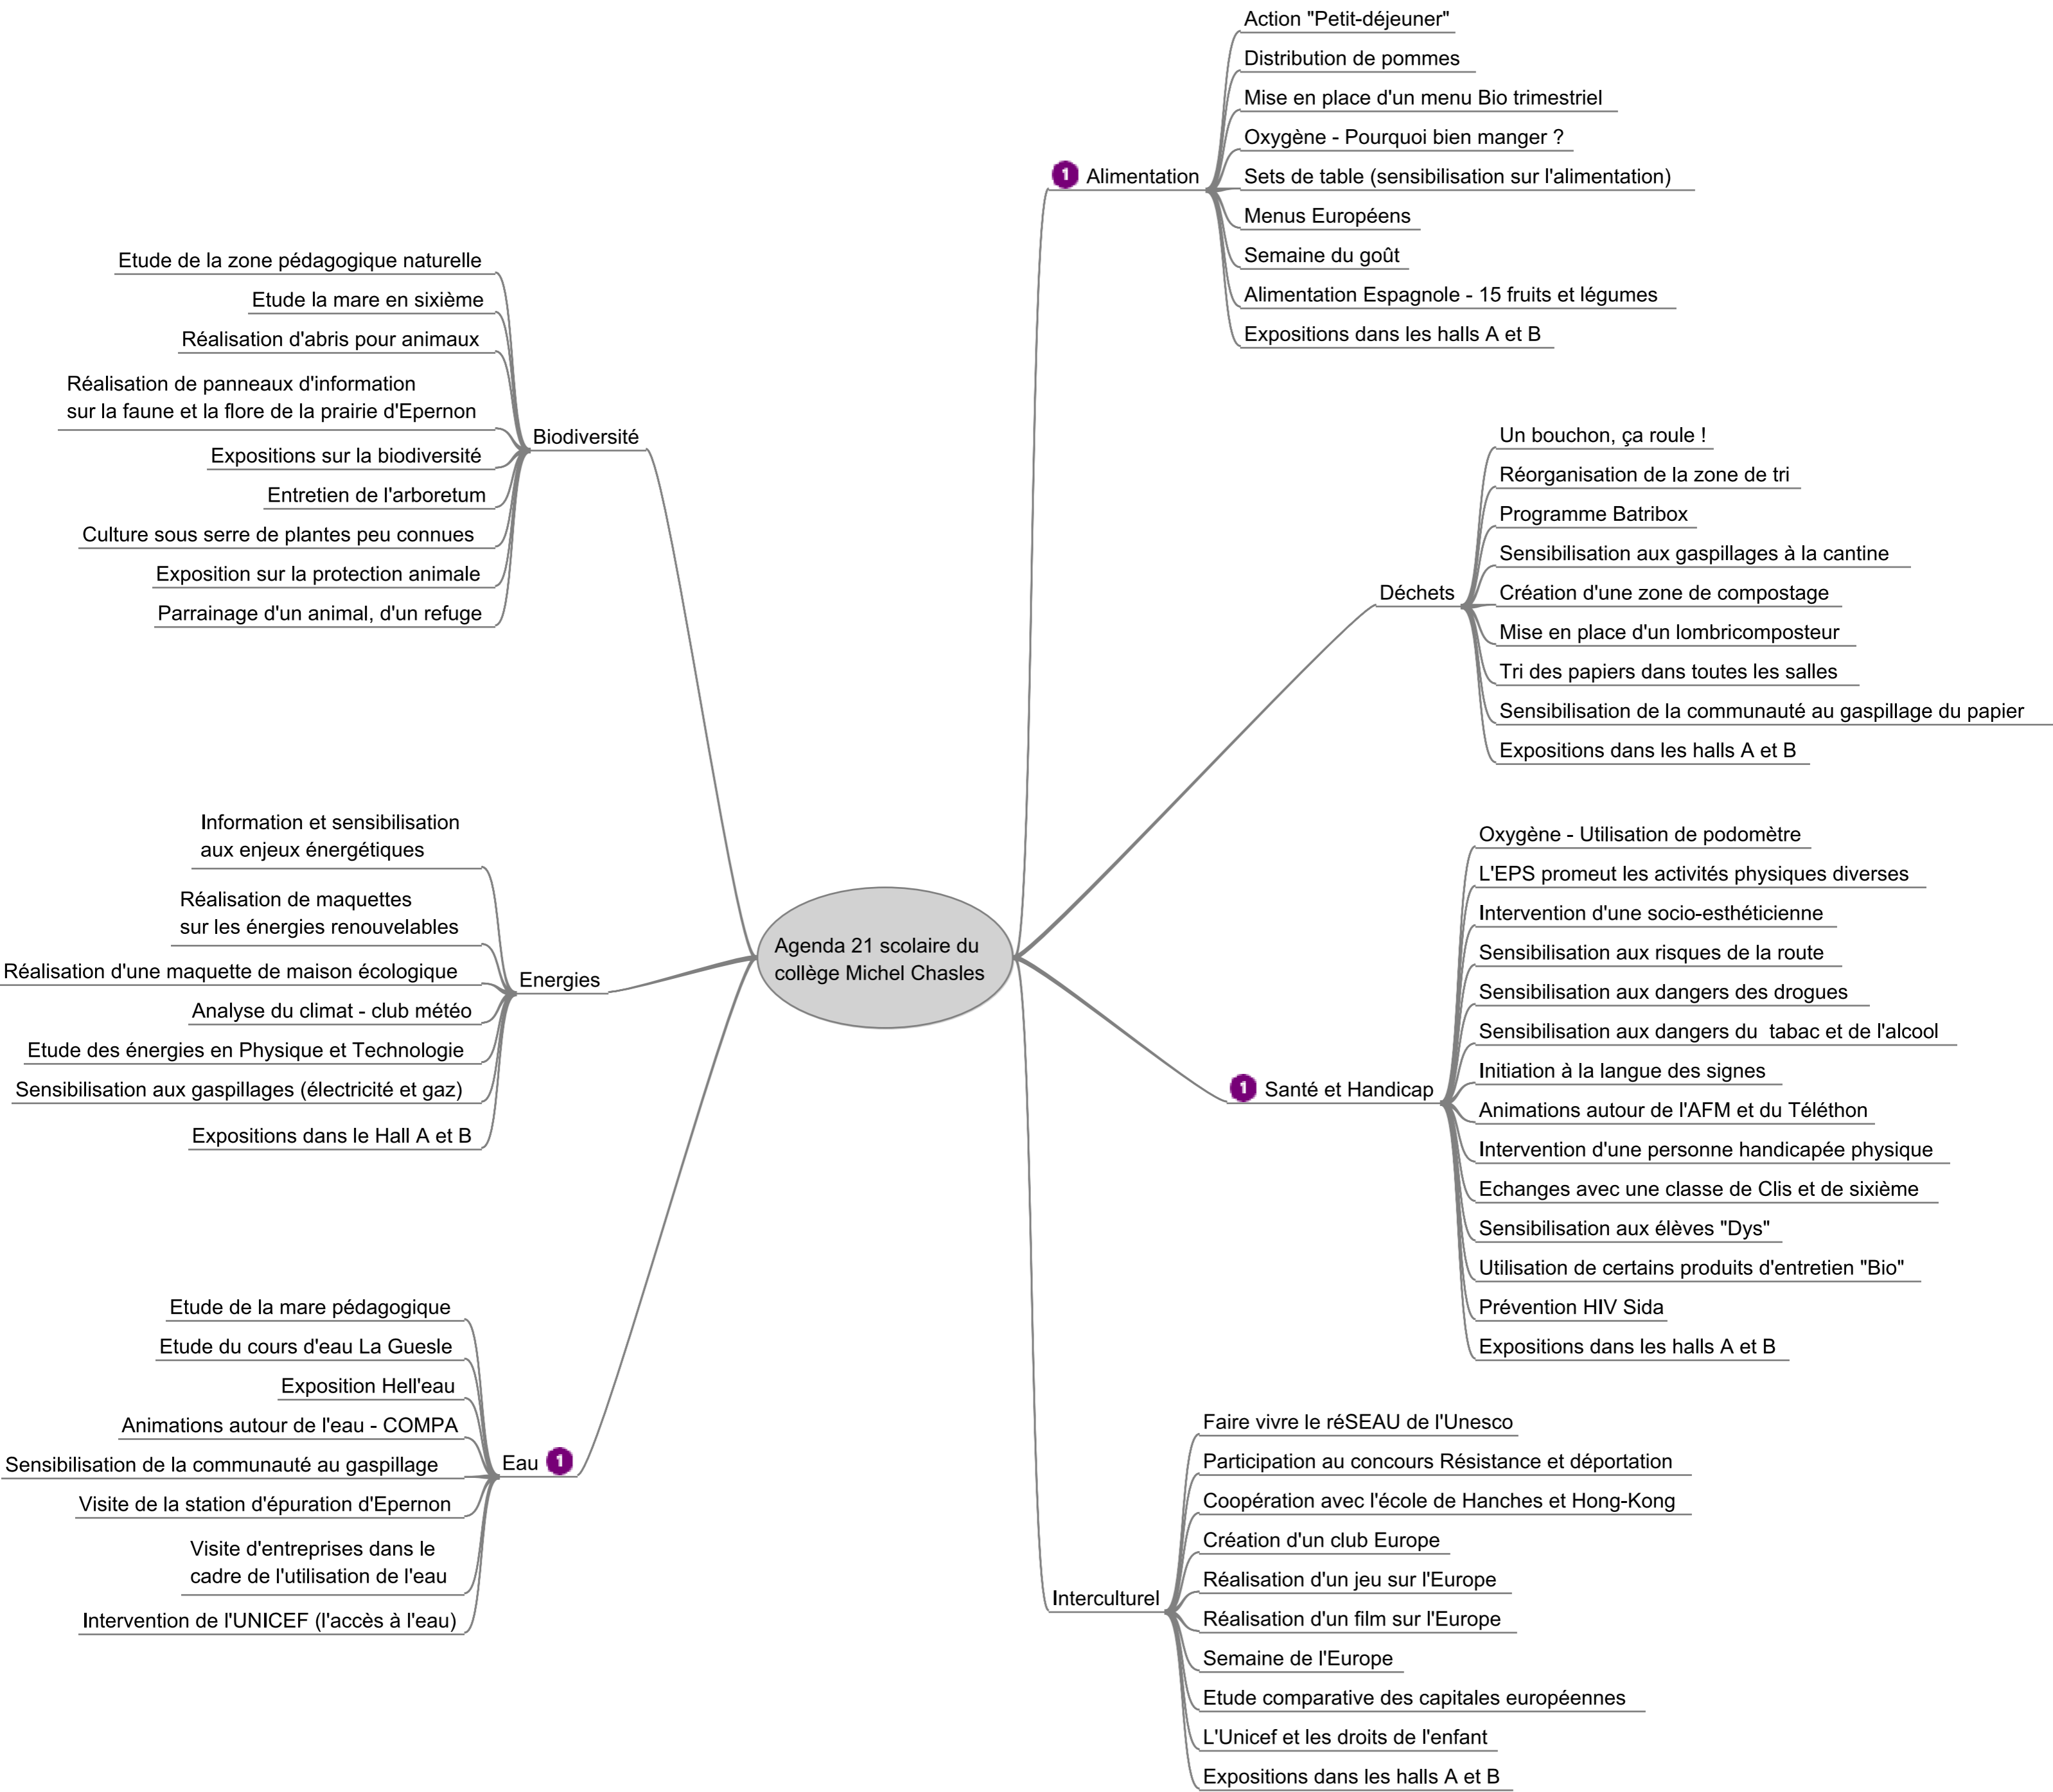 Agenda 21 scolaire du
collège Michel Chasles
1 Alimentation
Action "Petit-déjeuner"
Distribution de pommes
Mise en place d'un menu Bio trimestriel
Oxygène - Pourquoi bien manger ?
Sets de table (sensibilisation sur l'alimentation)
Menus Européens
Semaine du goût
Alimentation Espagnole - 15 fruits et légumes
Expositions dans les halls A et B
Déchets
Un bouchon, ça roule !
Réorganisation de la zone de tri
Programme Batribox
Sensibilisation aux gaspillages à la cantine
Création d'une zone de compostage
Mise en place d'un lombricomposteur
Tri des papiers dans toutes les salles
Sensibilisation de la communauté au gaspillage du papier
Expositions dans les halls A et B
1 Santé et Handicap
Oxygène - Utilisation de podomètre
L'EPS promeut les activités physiques diverses
Intervention d'une socio-esthéticienne
Sensibilisation aux risques de la route
Sensibilisation aux dangers des drogues
Sensibilisation aux dangers du  tabac et de l'alcool
Initiation à la langue des signes
Animations autour de l'AFM et du Téléthon
Intervention d'une personne handicapée physique
Echanges avec une classe de Clis et de sixième
Sensibilisation aux élèves "Dys"
Utilisation de certains produits d'entretien "Bio"
Prévention HIV Sida
Expositions dans les halls A et B
Interculturel
Faire vivre le réSEAU de l'Unesco
Participation au concours Résistance et déportation
Coopération avec l'école de Hanches et Hong-Kong
Création d'un club Europe
Réalisation d'un jeu sur l'Europe
Réalisation d'un film sur l'Europe
Semaine de l'Europe
Etude comparative des capitales européennes
L'Unicef et les droits de l'enfant
Expositions dans les halls A et B
Biodiversité
Etude de la zone pédagogique naturelle
Etude la mare en sixième
Réalisation d'abris pour animaux
Réalisation de panneaux d'information
sur la faune et la flore de la prairie d'Epernon
Expositions sur la biodiversité
Entretien de l'arboretum
Culture sous serre de plantes peu connues
Exposition sur la protection animale
Parrainage d'un animal, d'un refuge
Energies
Information et sensibilisation
aux enjeux énergétiques
Réalisation de maquettes
sur les énergies renouvelables
Réalisation d'une maquette de maison écologique
Analyse du climat - club météo
Etude des énergies en Physique et Technologie
Sensibilisation aux gaspillages (électricité et gaz)
Expositions dans le Hall A et B
Eau 1
Etude de la mare pédagogique
Etude du cours d'eau La Guesle
Exposition Hell'eau
Animations autour de l'eau - COMPA
Sensibilisation de la communauté au gaspillage
Visite de la station d'épuration d'Epernon
Visite d'entreprises dans le
cadre de l'utilisation de l'eau
Intervention de l'UNICEF (l'accès à l'eau)